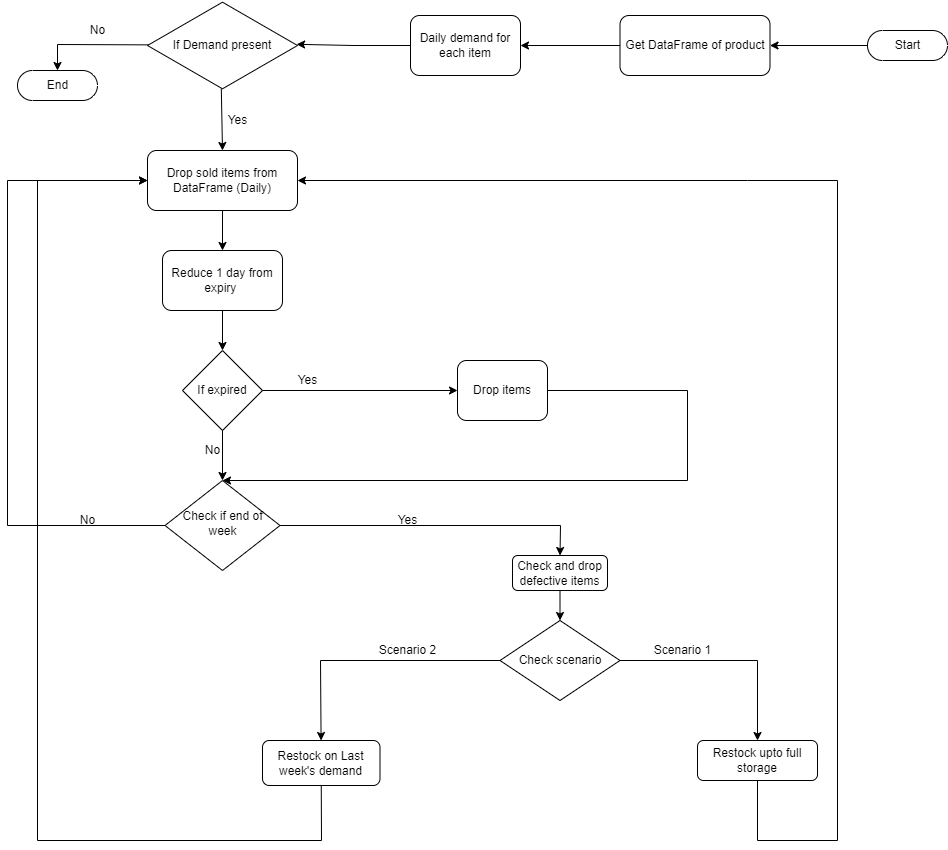 No
If Demand present
Daily demand for
each item
Get DataFrame of product
Start
End
Yes
Drop sold items from
DataFrame (Daily)
Reduce 1 day from
expiry
If expired
Yes
Drop items
No
Check if end of
week
No
Yes
Check and drop
defective items
Check scenario
Scenario 2
Scenario 1
Restock on Last
week's demand
Restock upto full
storage